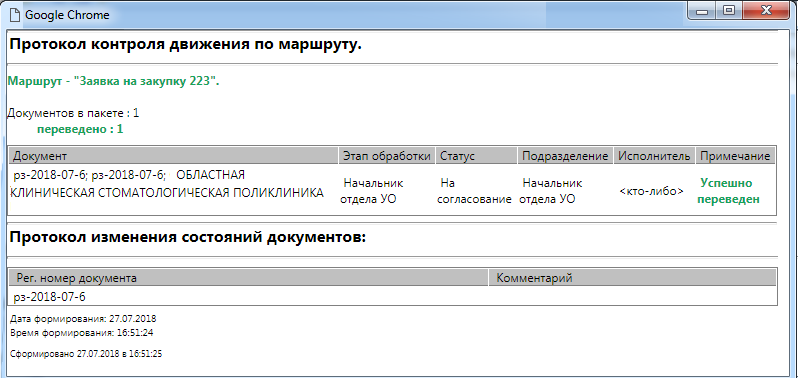 Google Chrome
Протокол контроля движения по маршруту.
Маршрут - "Заявка на закупку 223".
Документов в пакете : 1
переведено : 1
Документ Этап обработки Статус Подразделение Исполнитель Примечание
рз-2018-07-6; рз-2018-07-6; ОБЛАСТНАЯ
КЛИНИЧЕСКАЯ СТОМАТОЛОГИЧЕСКАЯ ПОЛИКЛИНИКА
Начальник
отдела УО
На
согласование
Начальник
отдела УО
<кто-либо>
Успешно
переведен
Протокол изменения состояний документов:
Рег. номер документа Комментарий
рз-2018-07-6
Дата формирования: 27.07.2018
Время формирования: 16:51:24
Сформировано 27.07.2018 в 16:51:25